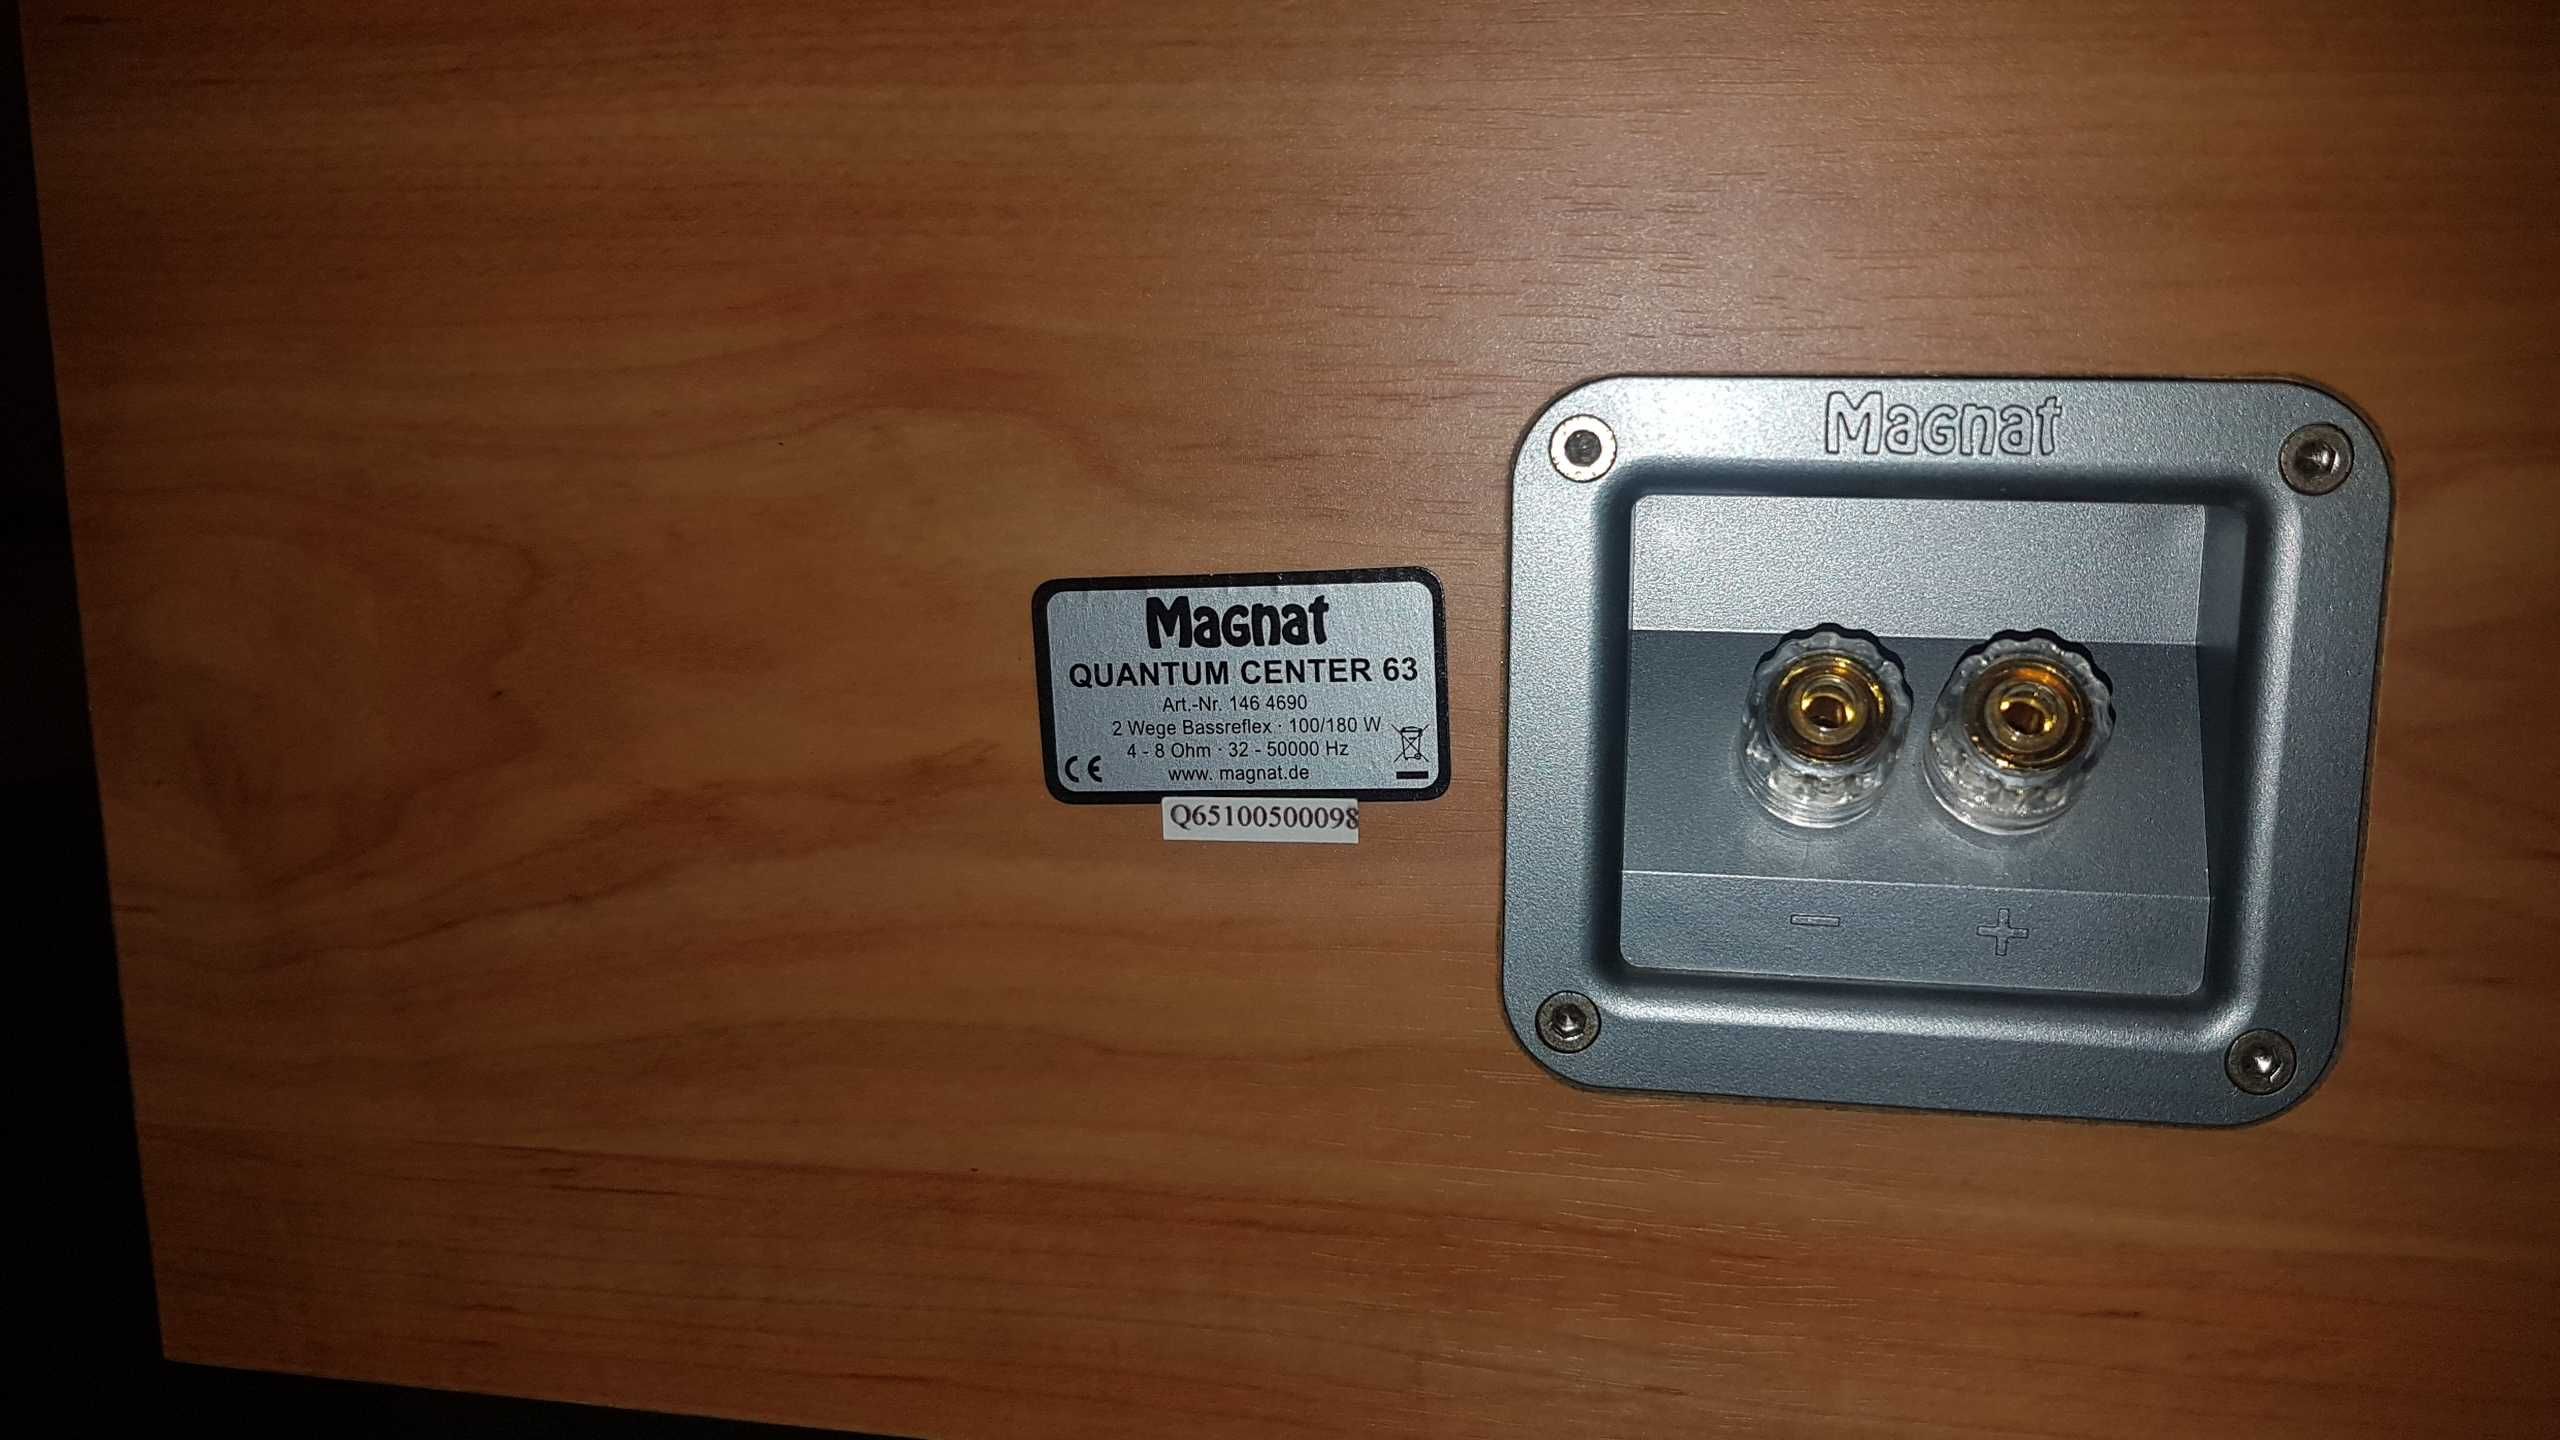 Magnat
QUANTUM CENTER 63
Art.-Nr. 146 4690
2 Wege Bassreflex · 100/180 W
4 - 8 Ohm · 32 - 50000 Hz
CE www. magnat.de
Q65100500098
Magnat
- +